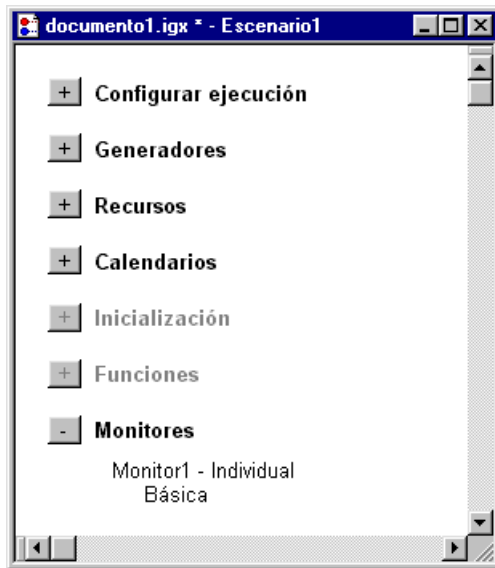 documento1.igx * - Escenario1
+ Configurar ejecución
+ Generadores
+ Recursos
+ Calendarios
+ Inicialización
+ Funciones
- Monitores
Monitor1 - Individual
Básica